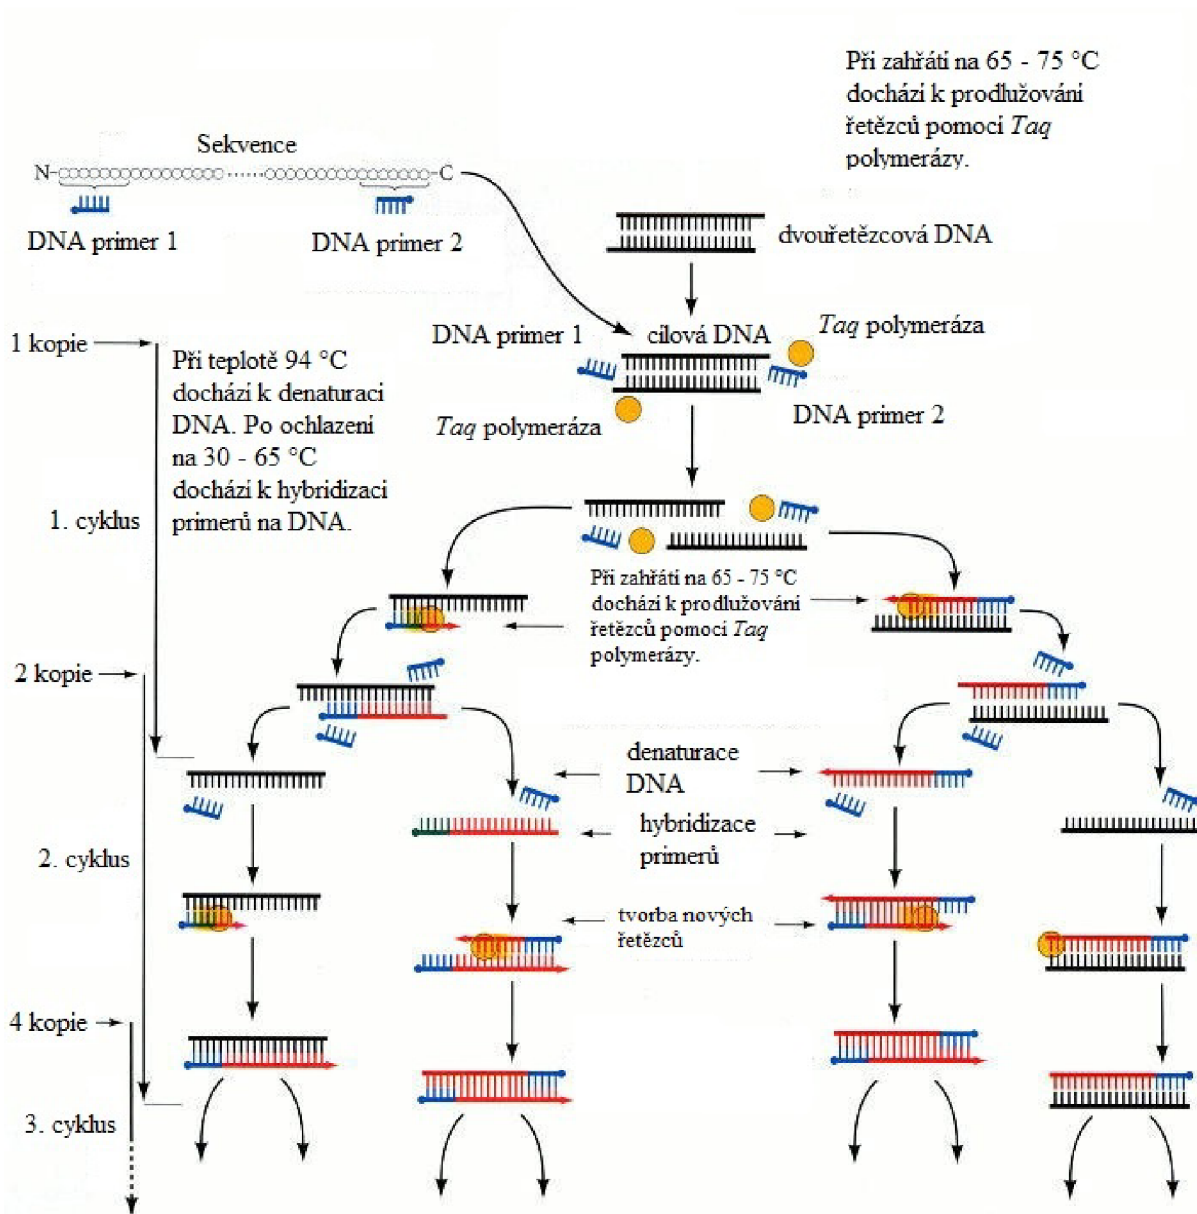 Při zahřáti na 65 - 75 °C
dochází k prodlužování
řetězců pomocí Taq
polymerázy.
Sekvence
N
C
DNA primer 1
DNA primer 2
dvouřetězcová DNA
DNA primer 1
cílová DNA
Taq polymeráza
1 kopie
Při teplotě 94 °C
dochází k denaturaci
DNA. Po ochlazení
na 30 - 65 °C
dochází k hybridizaci
primerů na DNA.
Taq polymeráza
DNA primer 2
1. cyklus
Při zahřátí na 65 - 75 °C
dochází k prodlužování
řetězců pomocí Taq
polymerázy.
2 kopie
denaturace
DNA
hybridizace
primerů
2. cyklus
tvorba nových
řetězců
4 kopie
3. cyklus